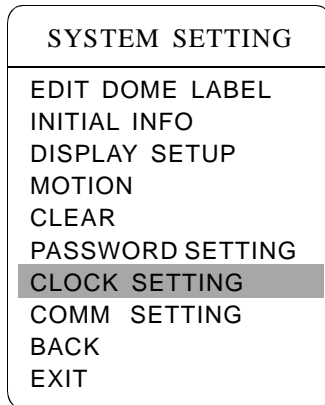 SYSTEM SETTING
EDIT DOME LABEL
INITIAL INFO
DISPLAY SETUP
MOTION
CLEAR
PASSWORD SETTING
CLOCK SETTING
COMM SETTING
BACK
EXIT